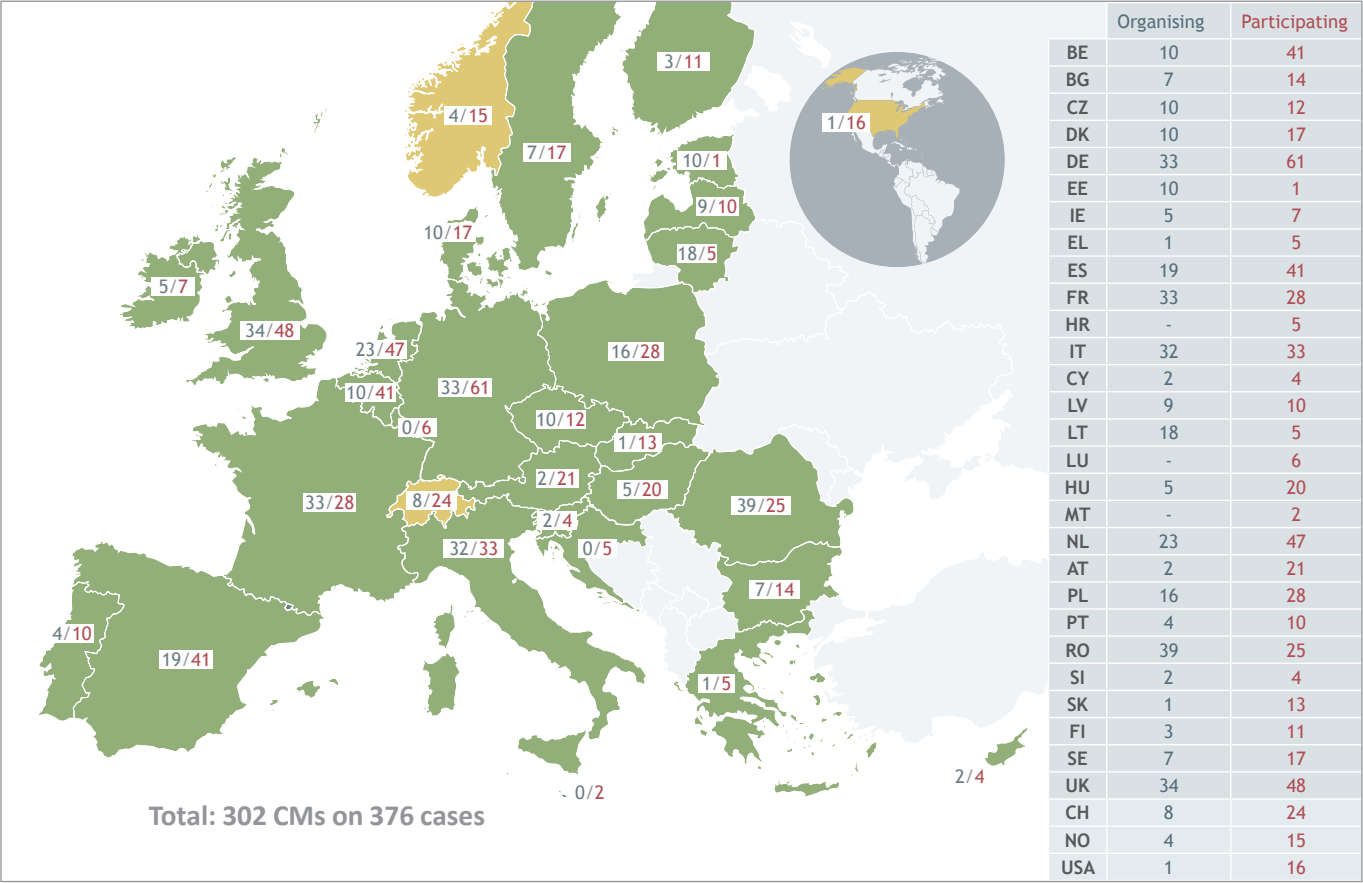 3/11
4/15
1/16
7/17
10/1
9/10
10/17
18/5
5/7
34/48
23/47
16/28
10/41
33/61
0/6
10/12
1/13
2/21
5/20
33/28
8/24
39/25
2/4
32/33
0/5
7/14
4/10
19/41
1/5
2/4
0/2
Total: 302 CMs on 376 cases
Organising Participating
BE 10 41
BG 7 14
CZ 10 12
DK 10 17
DE 33 61
EE 10 1
IE 5 7
EL 1 5
ES 19 41
FR 33 28
HR - 5
IT 32 33
CY 2 4
LV 9 10
LT 18 5
LU - 6
HU 5 20
MT - 2
NL 23 47
AT 2 21
PL 16 28
PT 4 10
RO 39 25
SI 2 4
SK 1 13
FI 3 11
SE 7 17
UK 34 48
CH 8 24
NO 4 15
USA 1 16